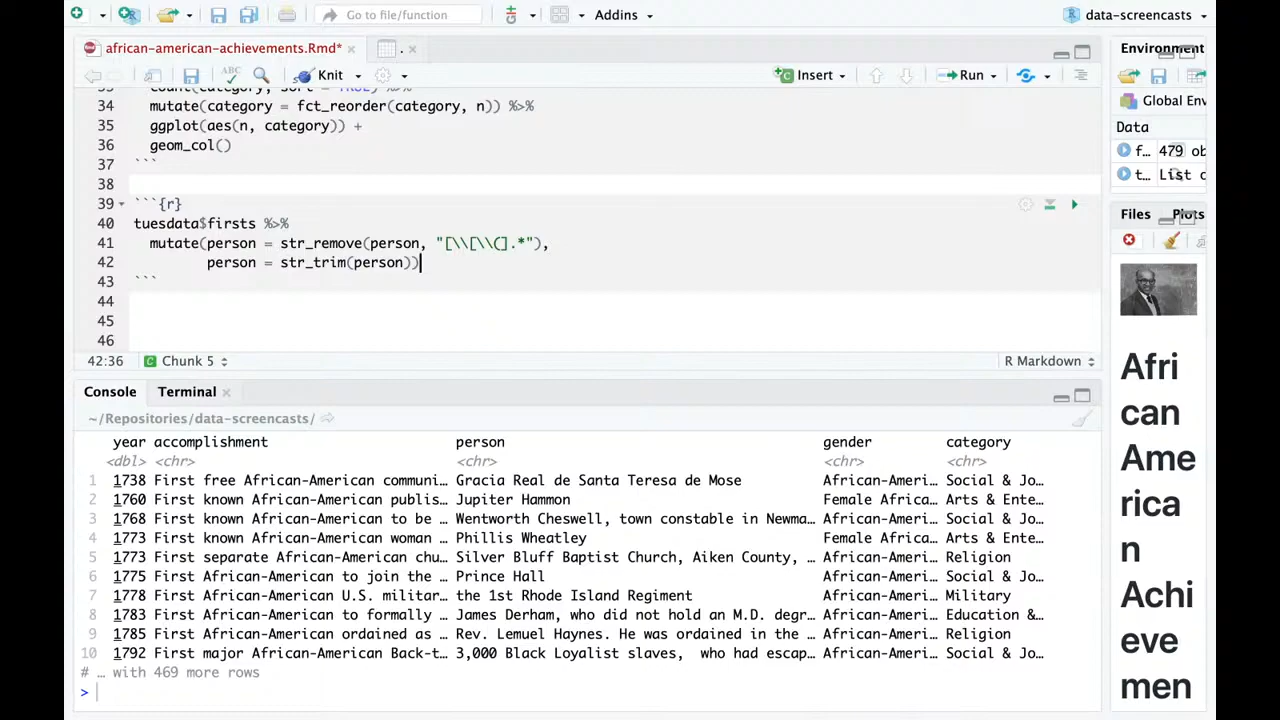 Go to file/function
Addins
data-screencasts
african-american-achievements.Rmd*
.
Environment
ABC
Knit
Insert
Run
Global Env
33 count(category, sort = TRUE) %>%
34 mutate(category = fct_reorder(category, n)) %>%
35 ggplot(aes(n, category)) +
36 geom_col()
37 ```
38
39 ```{r}
40 tuesdata$firsts %>%
41 mutate(person = str_remove(person, "[\\[\\(].*"),
42 person = str_trim(person))
43 ```
44
45
46
42:36 Chunk 5 R Markdown
Data
f… 479 ob
t… List o
Files Plots
Console Terminal
~/Repositories/data-screencasts/
year accomplishment person gender category
<dbl> <chr> <chr> <chr> <chr>
1 1738 First free African-American communi… Gracia Real de Santa Teresa de Mose African-Ameri… Social & Jo…
2 1760 First known African-American publis… Jupiter Hammon Female Africa… Arts & Ente…
3 1768 First known African-American to be … Wentworth Cheswell, town constable in Newma… African-Ameri… Social & Jo…
4 1773 First known African-American woman … Phillis Wheatley Female Africa… Arts & Ente…
5 1773 First separate African-American chu… Silver Bluff Baptist Church, Aiken County, … African-Ameri… Religion
6 1775 First African-American to join the … Prince Hall African-Ameri… Social & Jo…
7 1778 First African-American U.S. militar… the 1st Rhode Island Regiment African-Ameri… Military
8 1783 First African-American to formally … James Derham, who did not hold an M.D. degr… African-Ameri… Education &…
9 1785 First African-American ordained as … Rev. Lemuel Haynes. He was ordained in the … African-Ameri… Religion
10 1792 First major African-American Back-t… 3,000 Black Loyalist slaves,  who had escap… African-Ameri… Social & Jo…
# … with 469 more rows
>
Afri
can
Ame
rica
n
Achi
eve
men